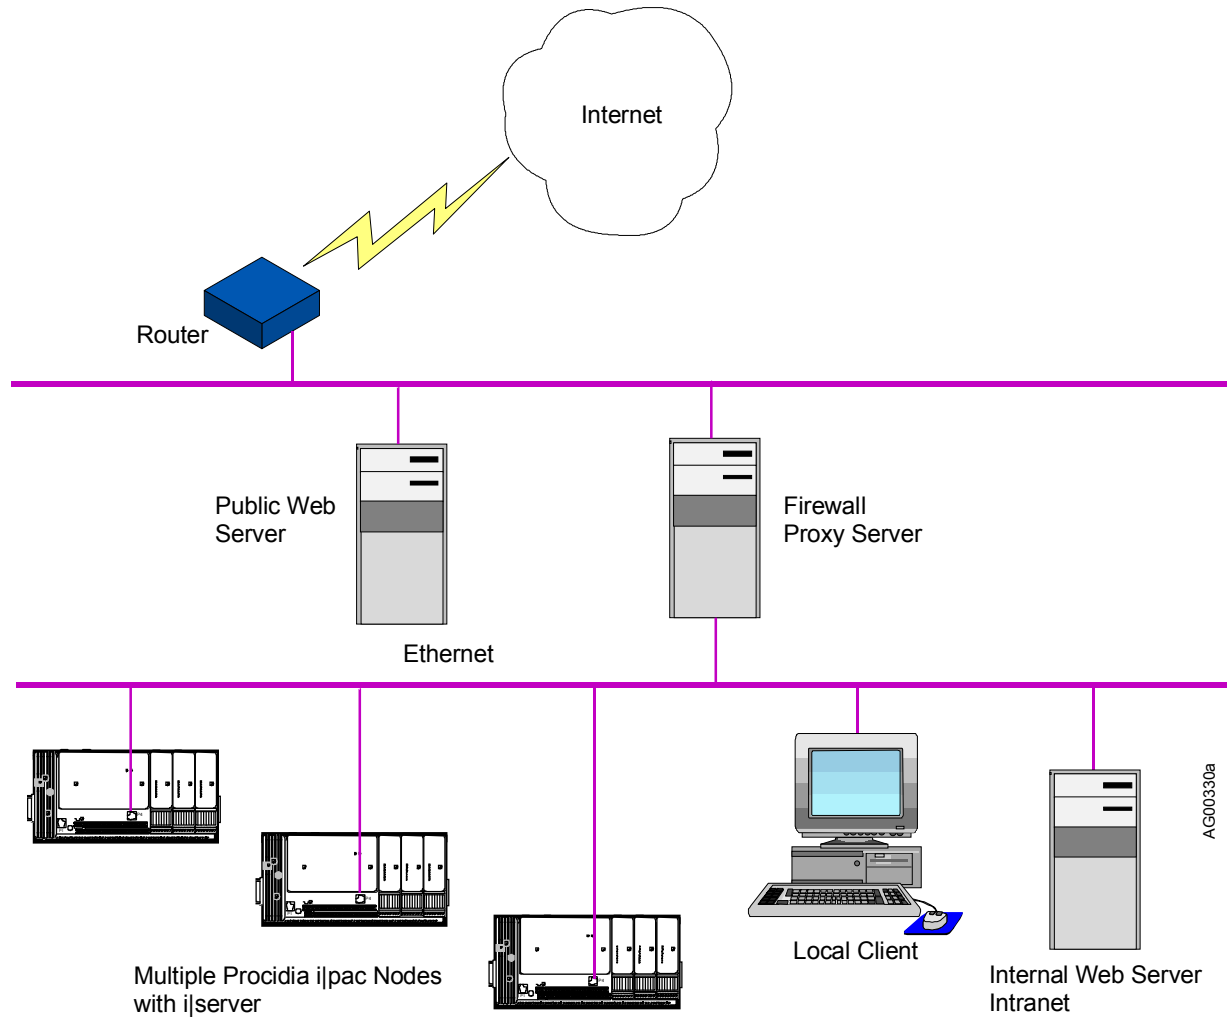 Internet
Router
Public Web
Server
Firewall
Proxy Server
Ethernet
AG00330a
Local Client
Multiple Procidia i|pac Nodes
with i|server
Internal Web Server
Intranet